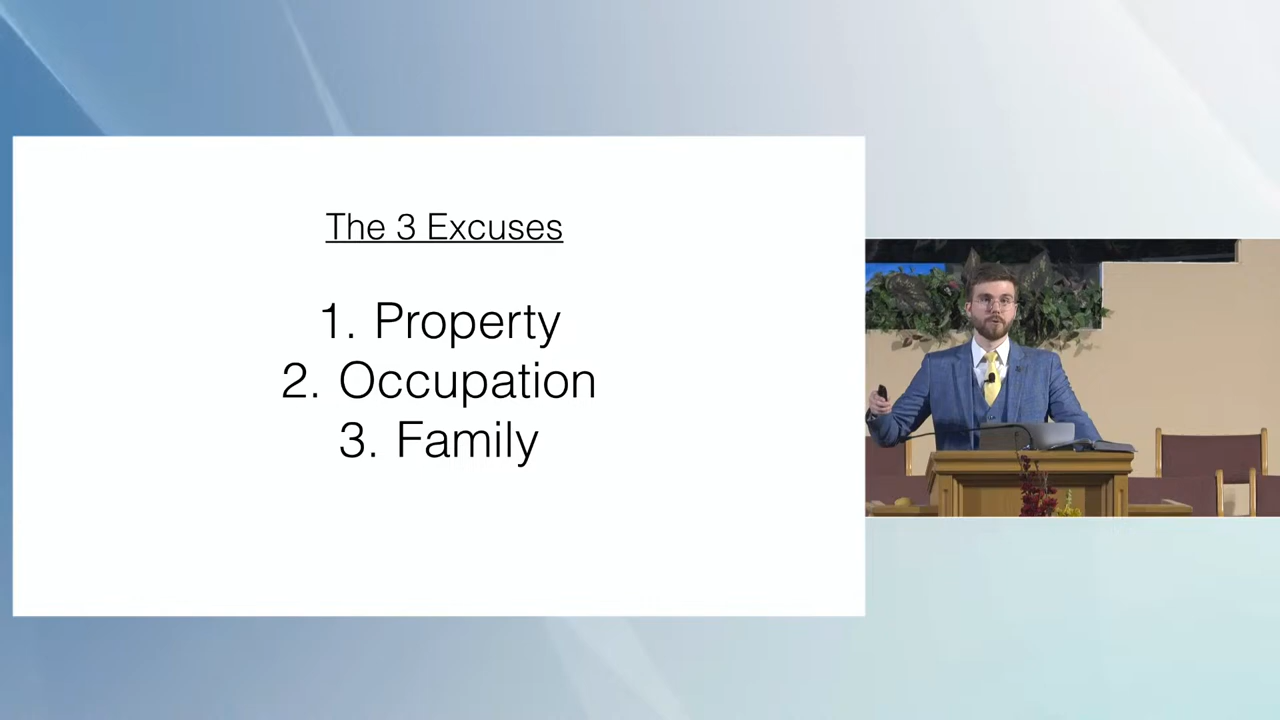 The 3 Excuses
1. Property
2. Occupation
3. Family